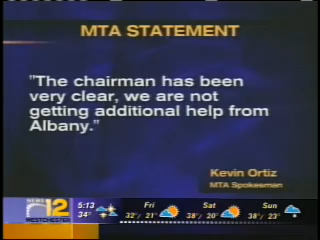 MTA STATEMENT
"The chairman has been
very clear, we are not
getting additional help from
Albany."
Kevin Ortiz
MTA Spokesman
NEWS 12
WESTCHESTER
5:13
34°
Fri
32°/ 21°
Sat
38°/ 20°
Sun
38°/ 23°